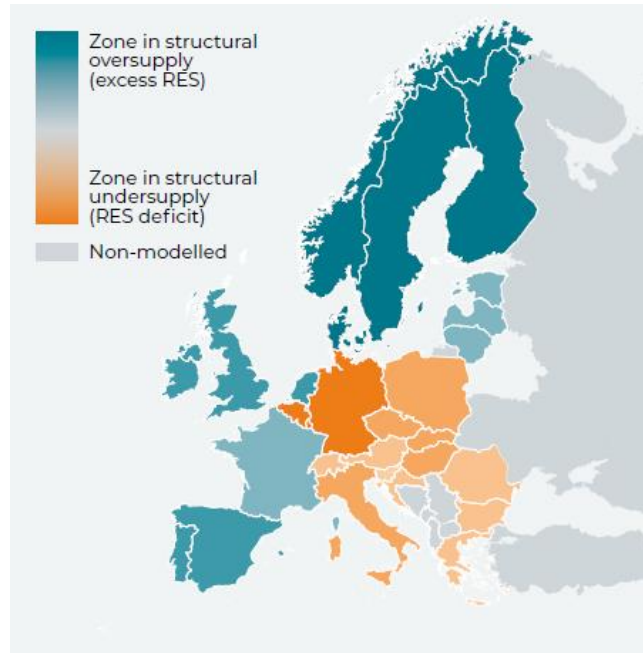 Zone in structural
oversupply
(excess RES)
Zone in structural
undersupply
(RES deficit)
Non-modelled